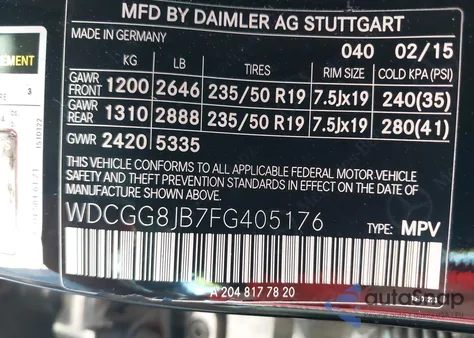 MFD BY DAIMLER AG STUTTGART
MADE IN GERMANY
040 02/15
KG LB TIRES RIM SIZE COLD KPA (PSI)
GAWR FRONT 1200 2646 235/50 R19 7.5Jx19 240(35)
GAWR REAR 1310 2888 235/50 R19 7.5Jx19 280(41)
GVWR 2420 5335
THIS VEHICLE CONFORMS TO ALL APPLICABLE FEDERAL MOTOR VEHICLE
SAFETY AND THEFT PREVENTION STANDARDS IN EFFECT ON THE DATE OF
MANUFACTURE SHOWN ABOVE.
WDCGG8JB7FG405176 TYPE: MPV
A 204 817 78 20
EMENT
3
autoSnap